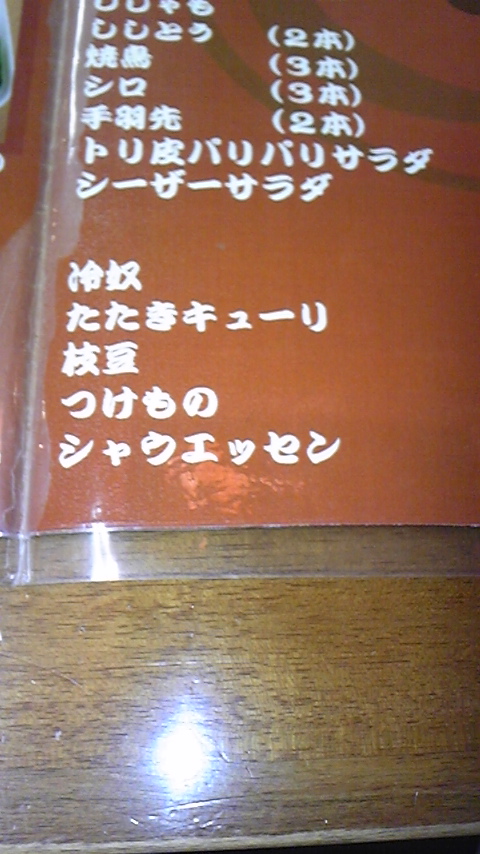 ししゃも
ししとう （２本）
焼鳥 （３本）
シロ （３本）
手羽先 （２本）
トリ皮パリパリサラダ
シーザーサラダ
冷奴
たたきキューリ
枝豆
つけもの
シャウエッセン